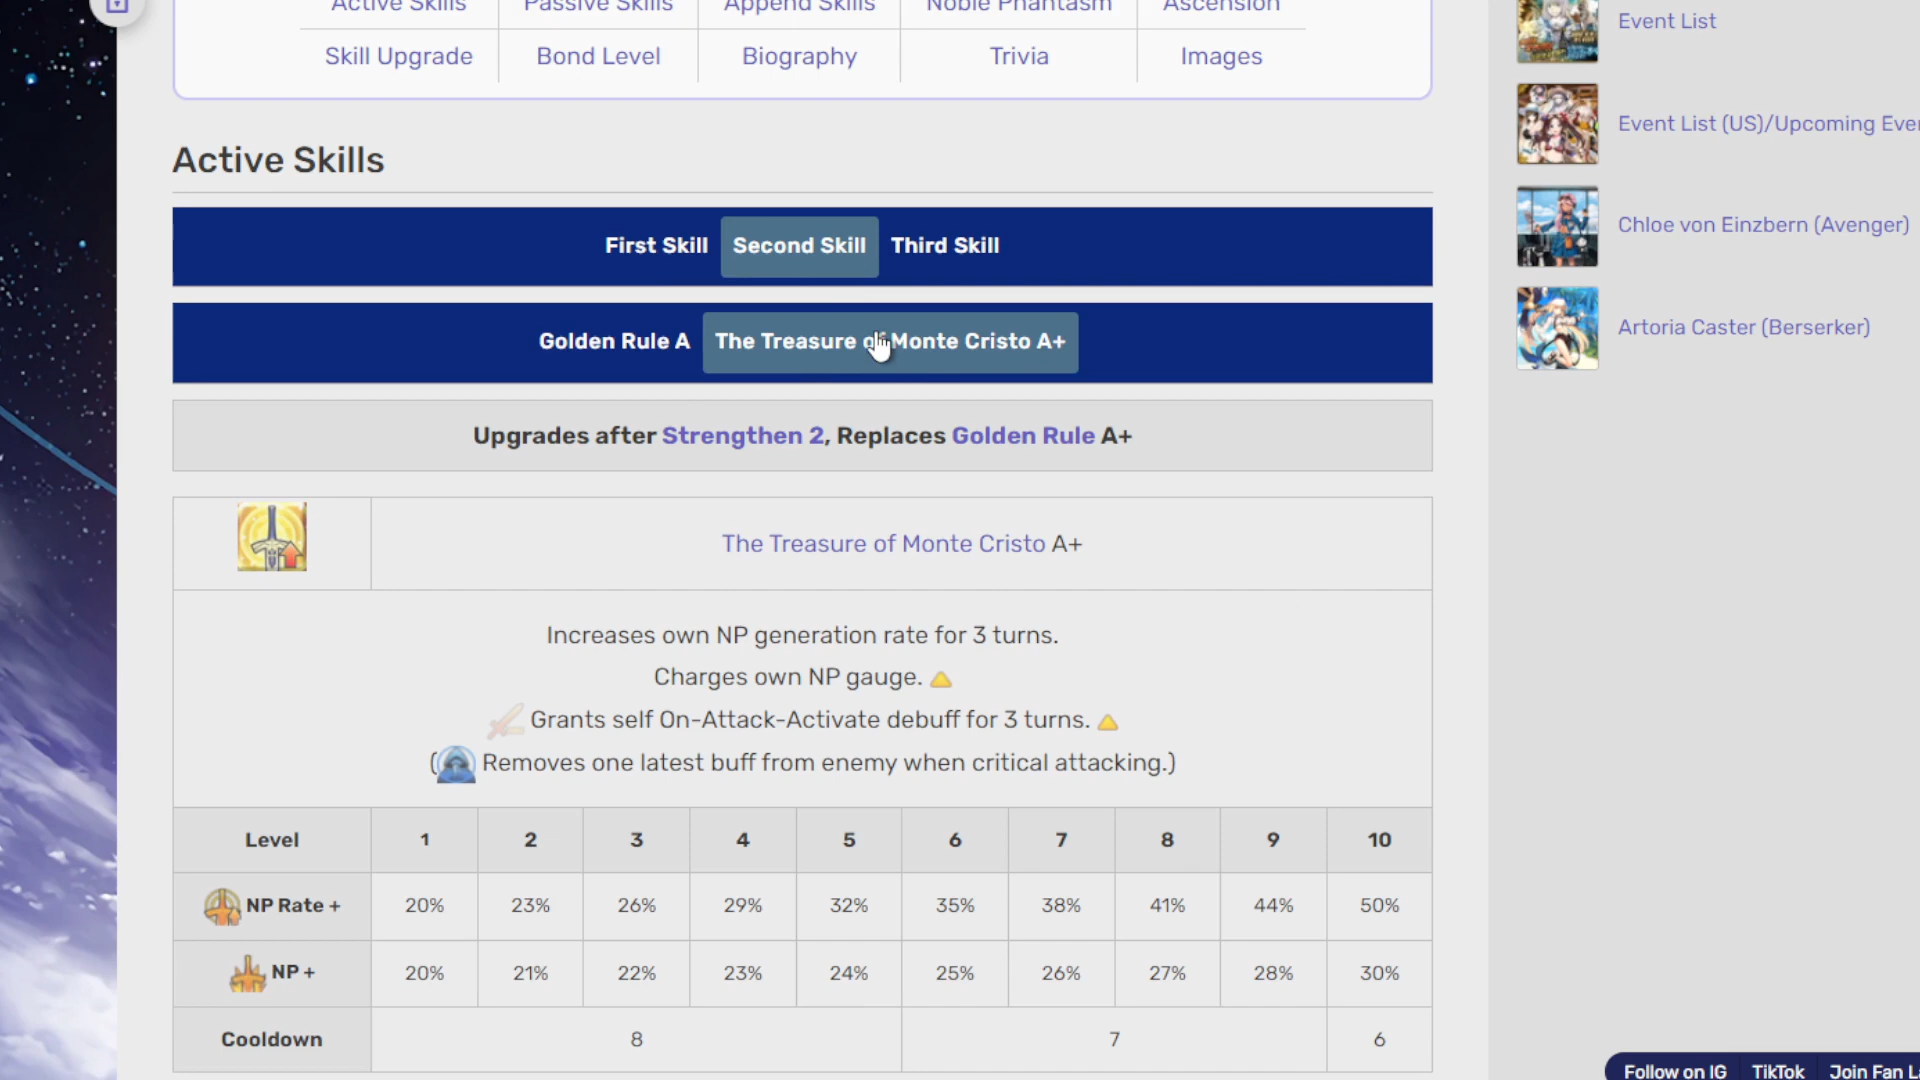 Active Skills Passive Skills Append Skills Noble Phantasm Ascension
Skill Upgrade Bond Level Biography Trivia Images
Active Skills
First Skill Second Skill Third Skill
Golden Rule A The Treasure of Monte Cristo A+
Upgrades after Strengthen 2, Replaces Golden Rule A+
The Treasure of Monte Cristo A+
Increases own NP generation rate for 3 turns.
Charges own NP gauge.
Grants self On-Attack-Activate debuff for 3 turns.
(Removes one latest buff from enemy when critical attacking.)
Level 1 2 3 4 5 6 7 8 9 10
NP Rate + 20% 23% 26% 29% 32% 35% 38% 41% 44% 50%
NP + 20% 21% 22% 23% 24% 25% 26% 27% 28% 30%
Cooldown 8 7 6
Event List
Event List (US)/Upcoming Eve
Chloe von Einzbern (Avenger)
Artoria Caster (Berserker)
Follow on IG TikTok Join Fan